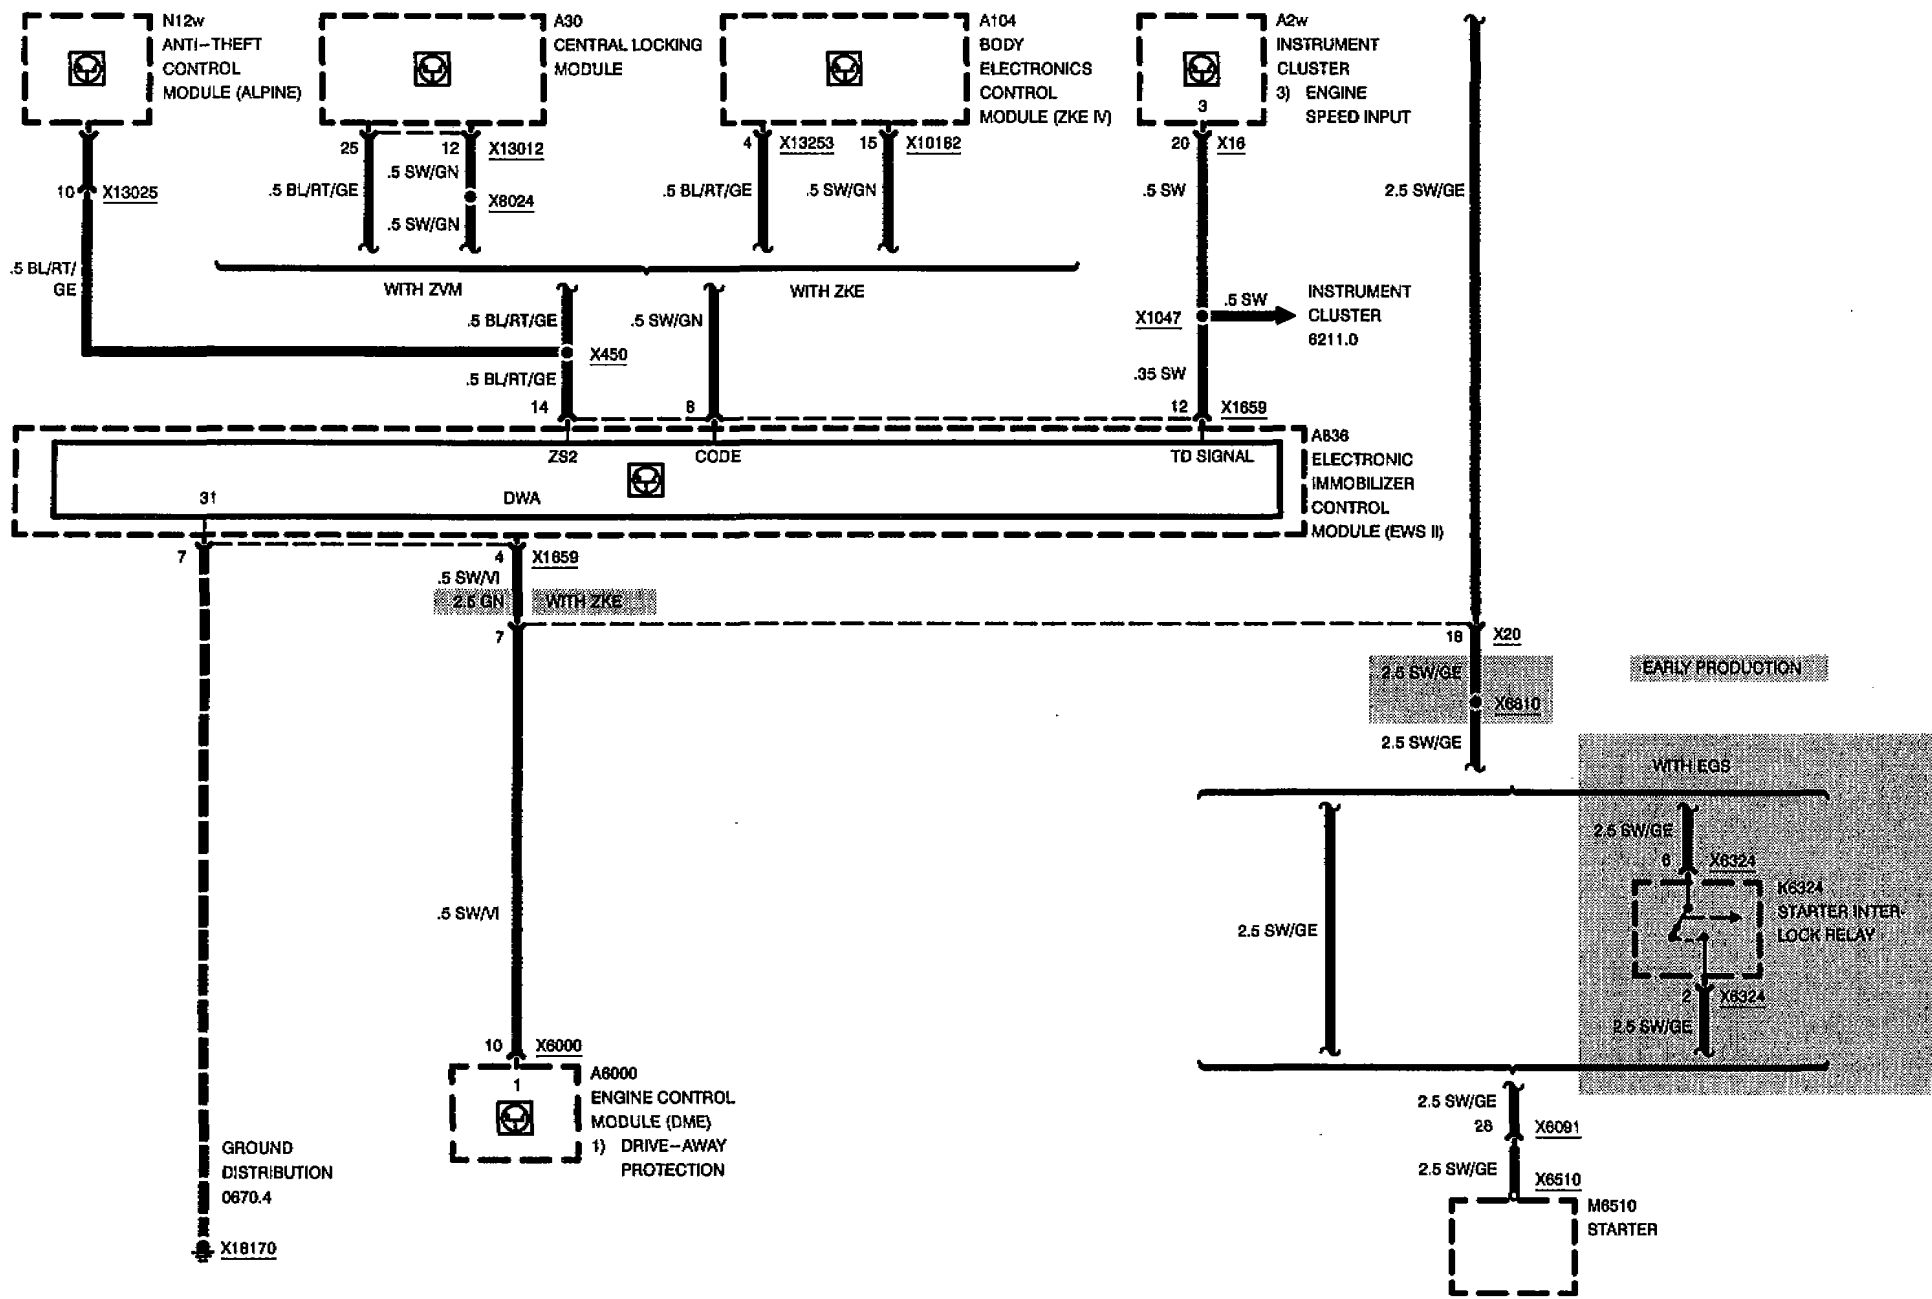 N12w
ANTI-THEFT
CONTROL
MODULE (ALPINE)
A30
CENTRAL LOCKING
MODULE
A104
BODY
ELECTRONICS
CONTROL
MODULE (ZKE IV)
A2w
INSTRUMENT
CLUSTER
3) ENGINE
SPEED INPUT
3
25
12
X13012
4
X13253
15
X10182
20
X16
10
X13025
.5 BL/RT/GE
.5 SW/GN
X8024
.5 SW/GN
.5 BL/RT/GE
.5 SW/GN
.5 SW
2.5 SW/GE
.5 BL/RT/
GE
WITH ZVM
WITH ZKE
.5 BL/RT/GE
.5 SW/GN
X450
.5 BL/RT/GE
X1047
.5 SW
INSTRUMENT
CLUSTER
6211.0
.35 SW
14
8
12
X1659
ZS2
CODE
TD SIGNAL
31
DWA
A836
ELECTRONIC
IMMOBILIZER
CONTROL
MODULE (EWS II)
7
4
X1659
.5 SW/VI
2.5 GN
WITH ZKE
7
18
X20
2.5 SW/GE
X6810
2.5 SW/GE
EARLY PRODUCTION
WITH EGS
2.5 SW/GE
6
X6324
K6324
STARTER INTER-
LOCK RELAY
2
X6324
2.5 SW/GE
2.5 SW/GE
.5 SW/VI
10
X6000
1
A6000
ENGINE CONTROL
MODULE (DME)
1) DRIVE-AWAY
PROTECTION
GROUND
DISTRIBUTION
0670.4
X18170
2.5 SW/GE
28
X6091
2.5 SW/GE
X6510
M6510
STARTER